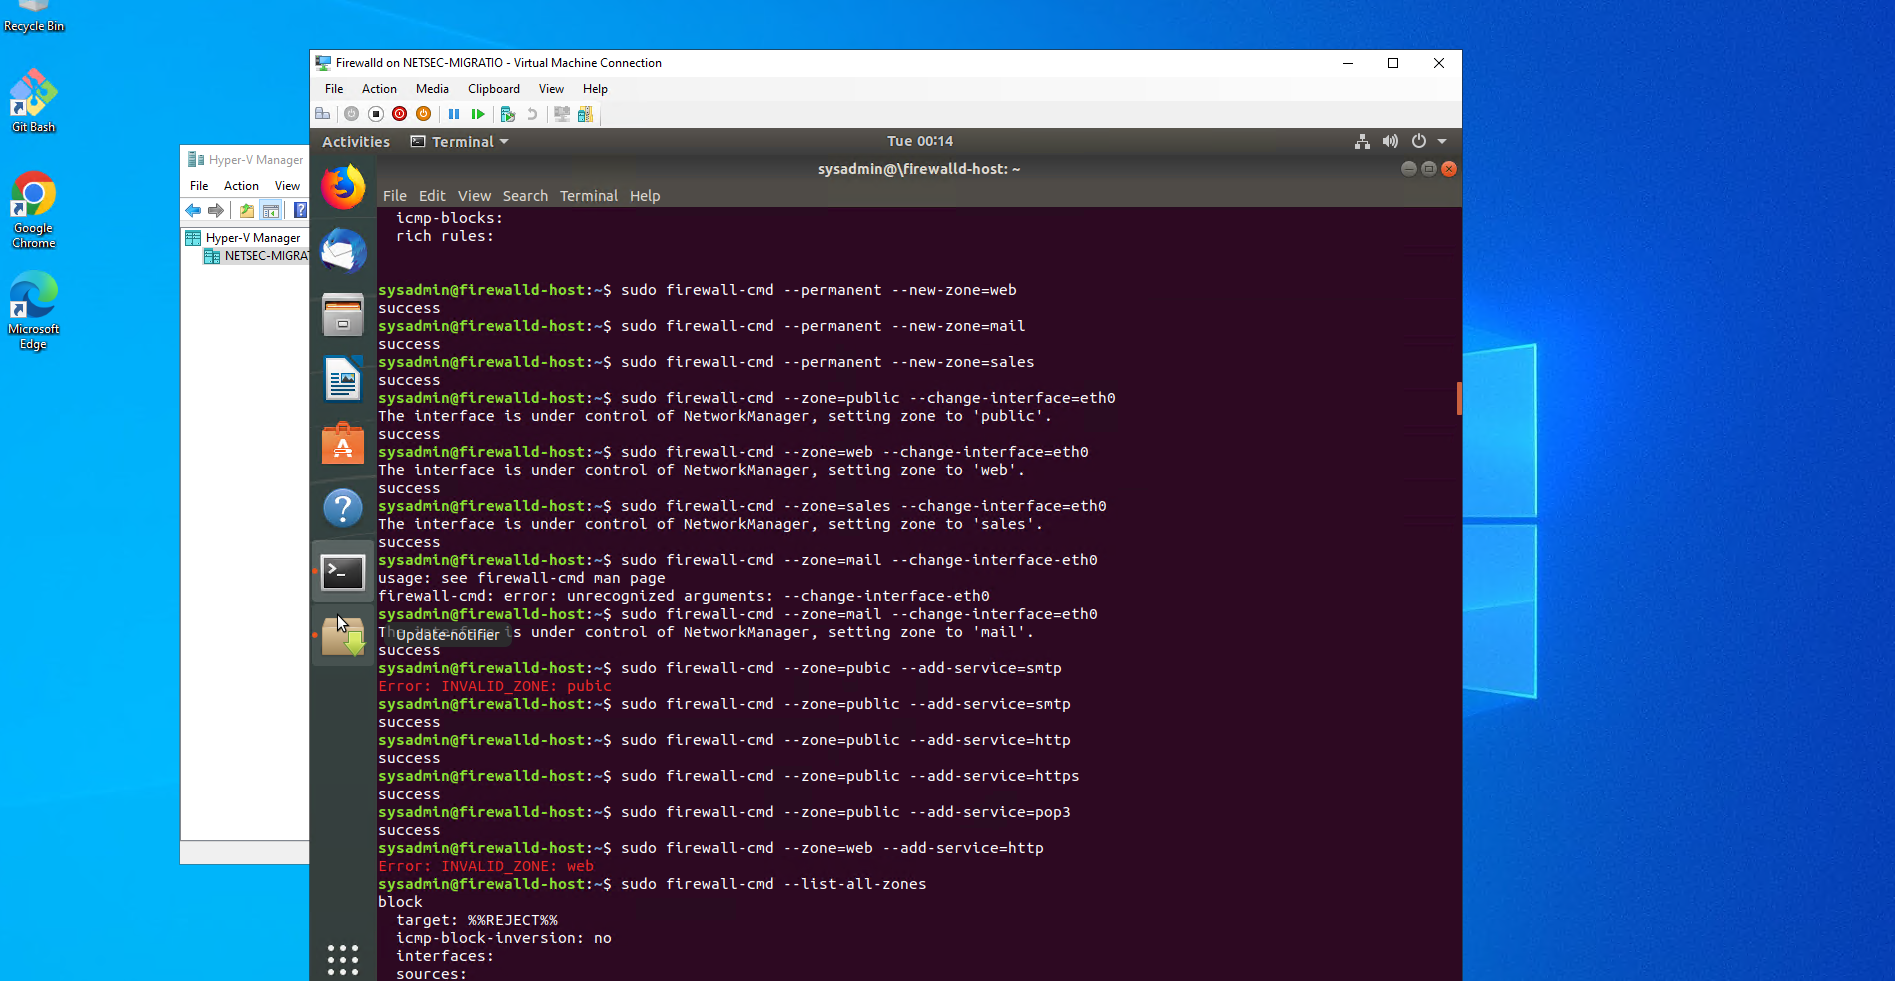 Recycle Bin
Git Bash
Google
Chrome
Microsoft
Edge
Hyper-V Manager
File Action View
Hyper-V Manager
NETSEC-MIGRAT
Firewalld on NETSEC-MIGRATIO - Virtual Machine Connection
File Action Media Clipboard View Help
Activities Terminal Tue 00:14
sysadmin@\firewalld-host: ~
File Edit View Search Terminal Help
icmp-blocks:
rich rules:
sysadmin@firewalld-host:~$ sudo firewall-cmd --permanent --new-zone=web
success
sysadmin@firewalld-host:~$ sudo firewall-cmd --permanent --new-zone=mail
success
sysadmin@firewalld-host:~$ sudo firewall-cmd --permanent --new-zone=sales
success
sysadmin@firewalld-host:~$ sudo firewall-cmd --zone=public --change-interface=eth0
The interface is under control of NetworkManager, setting zone to 'public'.
success
sysadmin@firewalld-host:~$ sudo firewall-cmd --zone=web --change-interface=eth0
The interface is under control of NetworkManager, setting zone to 'web'.
success
sysadmin@firewalld-host:~$ sudo firewall-cmd --zone=sales --change-interface=eth0
The interface is under control of NetworkManager, setting zone to 'sales'.
success
sysadmin@firewalld-host:~$ sudo firewall-cmd --zone=mail --change-interface-eth0
usage: see firewall-cmd man page
firewall-cmd: error: unrecognized arguments: --change-interface-eth0
sysadmin@firewalld-host:~$ sudo firewall-cmd --zone=mail --change-interface=eth0
The interface is under control of NetworkManager, setting zone to 'mail'.
Update-notifier
success
sysadmin@firewalld-host:~$ sudo firewall-cmd --zone=pubic --add-service=smtp
Error: INVALID_ZONE: pubic
sysadmin@firewalld-host:~$ sudo firewall-cmd --zone=public --add-service=smtp
success
sysadmin@firewalld-host:~$ sudo firewall-cmd --zone=public --add-service=http
success
sysadmin@firewalld-host:~$ sudo firewall-cmd --zone=public --add-service=https
success
sysadmin@firewalld-host:~$ sudo firewall-cmd --zone=public --add-service=pop3
success
sysadmin@firewalld-host:~$ sudo firewall-cmd --zone=web --add-service=http
Error: INVALID_ZONE: web
sysadmin@firewalld-host:~$ sudo firewall-cmd --list-all-zones
block
target: %%REJECT%%
icmp-block-inversion: no
interfaces:
sources: